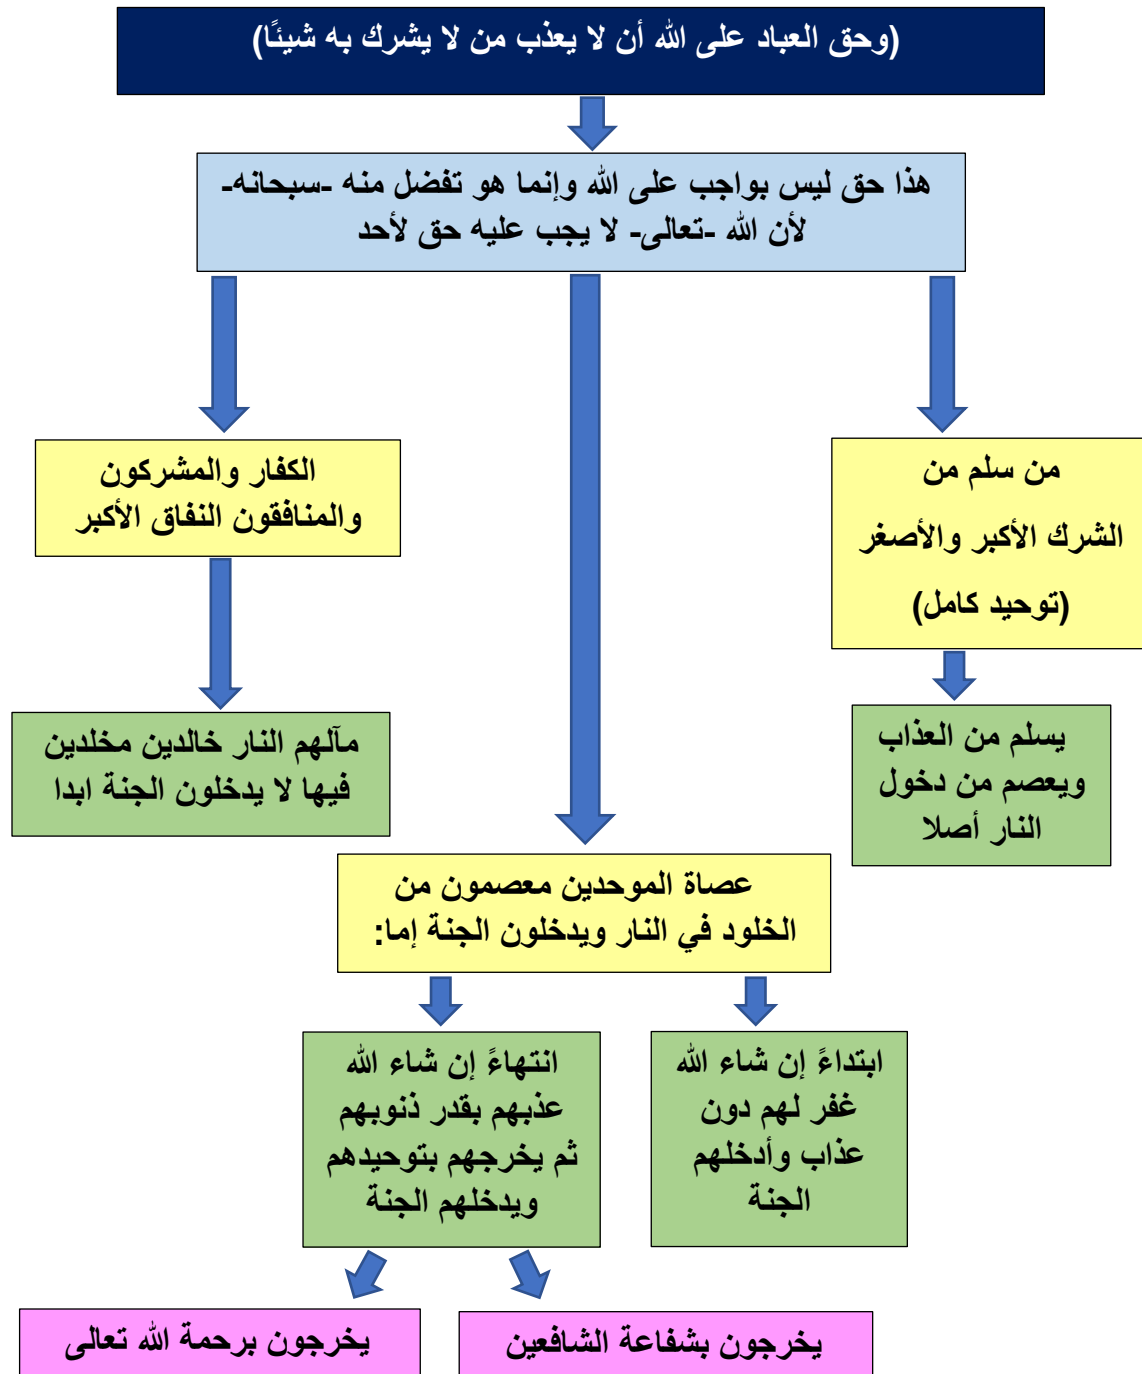 (وحق العباد على الله أن لا يعذب من لا يشرك به شيئًا)
هذا حق ليس بواجب على الله وإنما هو تفضل منه -سبحانه-
لأن الله -تعالى- لا يجب عليه حق لأحد
من سلم من
الشرك الأكبر والأصغر
(توحيد كامل)
الكفار والمشركون
والمنافقون النفاق الأكبر
يسلم من العذاب
ويعصم من دخول
النار أصلا
مآلهم النار خالدين مخلدين
فيها لا يدخلون الجنة ابدا
عصاة الموحدين معصمون من
الخلود في النار ويدخلون الجنة إما:
ابتداءً إن شاء الله
غفر لهم دون
عذاب وأدخلهم
الجنة
انتهاءً إن شاء الله
عذبهم بقدر ذنوبهم
ثم يخرجهم بتوحيدهم
ويدخلهم الجنة
يخرجون بشفاعة الشافعين
يخرجون برحمة الله تعالى